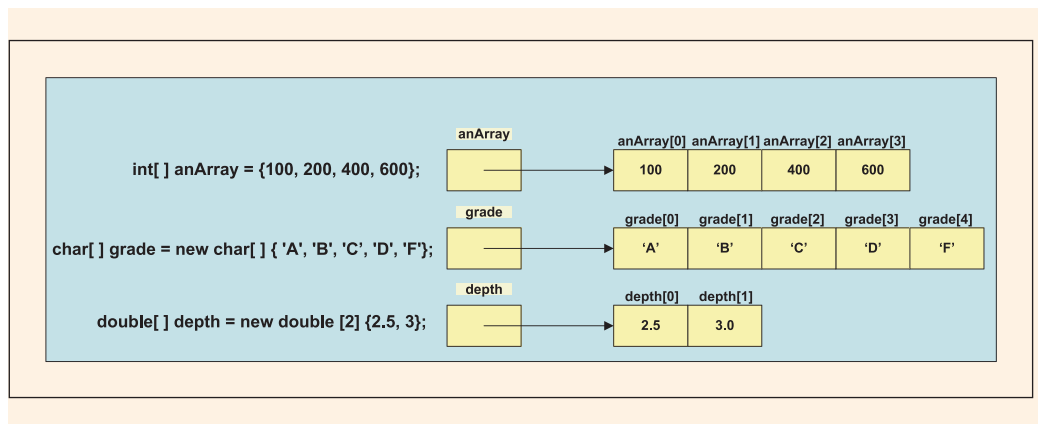 anArray
anArray[0] anArray[1] anArray[2] anArray[3]
int[ ] anArray = {100, 200, 400, 600};
100 200 400 600
grade
grade[0] grade[1] grade[2] grade[3] grade[4]
char[ ] grade = new char[ ] { 'A', 'B', 'C’, 'D', 'F'};
‘A’ ‘B’ ‘C’ ‘D’ ‘F’
depth
depth[0] depth[1]
double[ ] depth = new double [2] {2.5, 3};
2.5 3.0